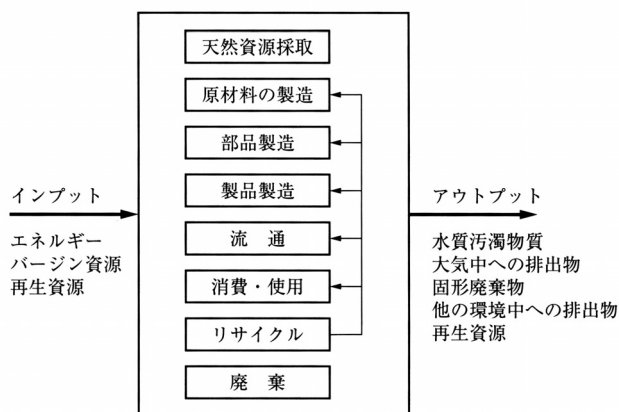 天然資源採取
原材料の製造
部品製造
製品製造
流 通
消費・使用
リサイクル
廃 棄
インプット
エネルギー
バージン資源
再生資源
アウトプット
水質汚濁物質
大気中への排出物
固形廃棄物
他の環境中への排出物
再生資源